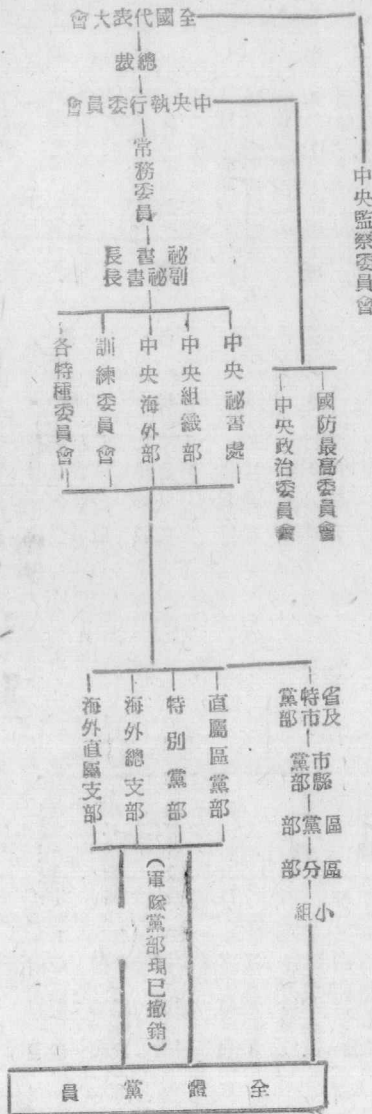 全國代表大會
總裁
中央執行委員會
中央監察委員會
常務委員
祕書長
副祕書長
國防最高委員會
中央政治委員會
中央祕書處
中央組織部
中央海外部
訓練委員會
各特種委員會
省及特市黨部
市縣黨部
區黨部
區分部
小組
直屬區黨部
特別黨部
海外總支部
海外直屬支部
（軍隊黨部現已撤銷）
全體黨員